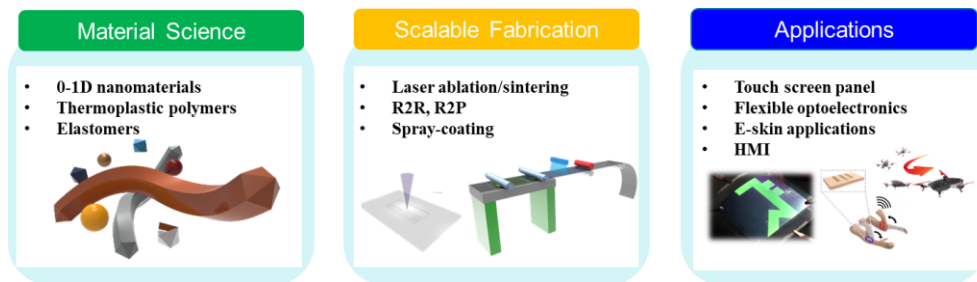 Material Science
• 0-1D nanomaterials
• Thermoplastic polymers
• Elastomers
Scalable Fabrication
• Laser ablation/sintering
• R2R, R2P
• Spray-coating
Applications
• Touch screen panel
• Flexible optoelectronics
• E-skin applications
• HMI